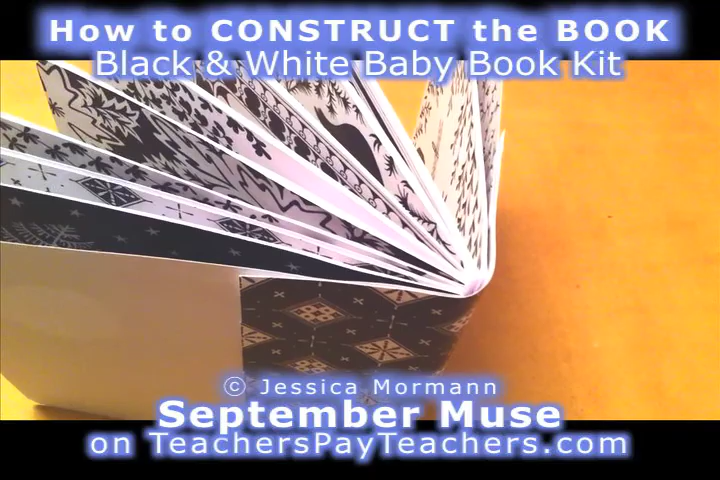 How to CONSTRUCT the BOOK
Black & White Baby Book Kit
© Jessica Mormann
September Muse
on TeachersPayTeachers.com